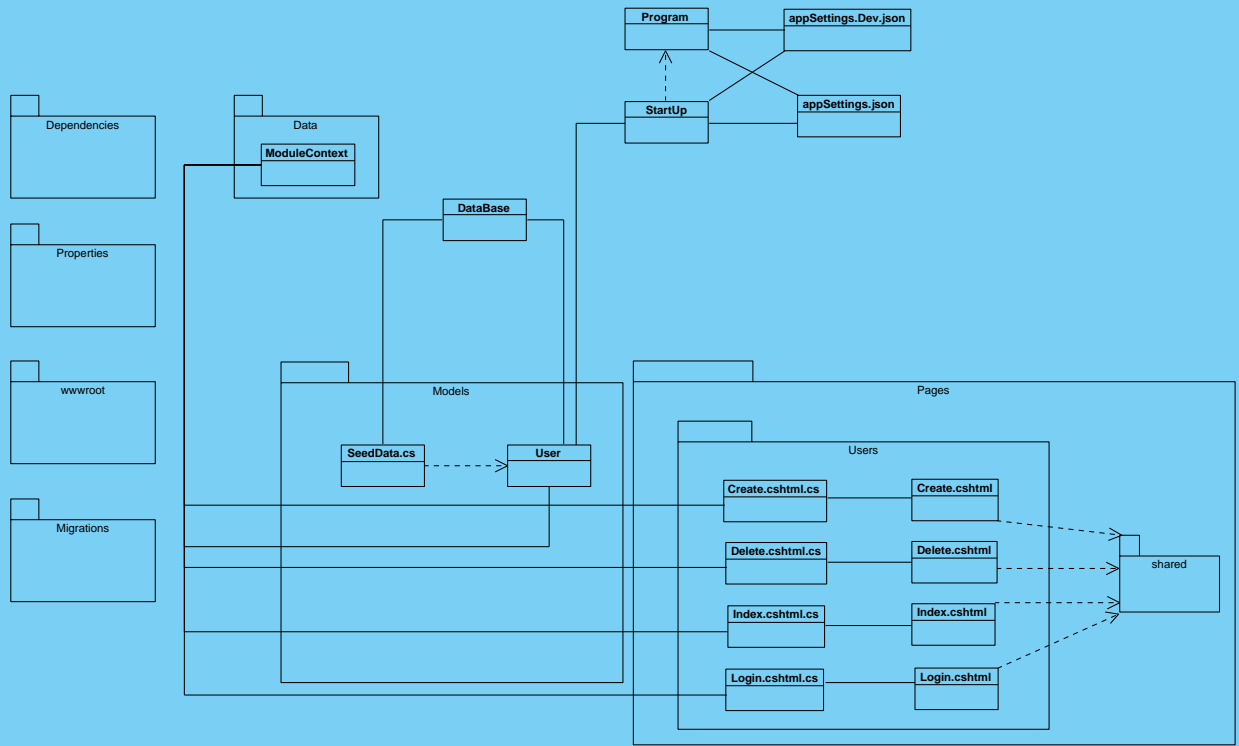 Program
appSettings.Dev.json
StartUp
appSettings.json
Dependencies
Data
ModuleContext
DataBase
Properties
wwwroot
Models
Pages
SeedData.cs
User
Users
Create.cshtml.cs
Create.cshtml
Migrations
Delete.cshtml.cs
Delete.cshtml
shared
Index.cshtml.cs
Index.cshtml
Login.cshtml.cs
Login.cshtml